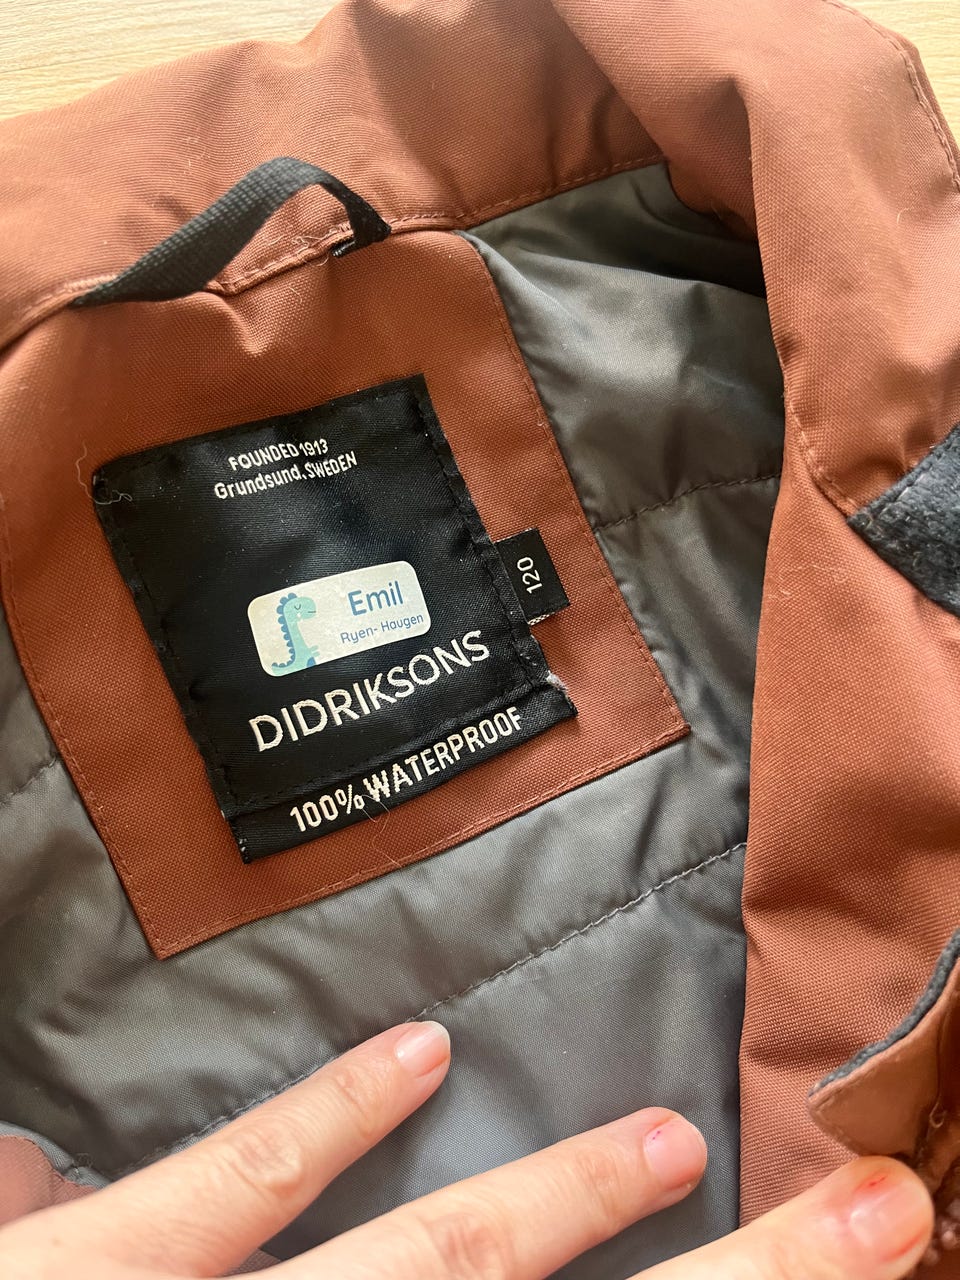 FOUNDED 1913
Grundsund, SWEDEN
Emil
Ryen- Haugen
DIDRIKSONS
100% WATERPROOF
120